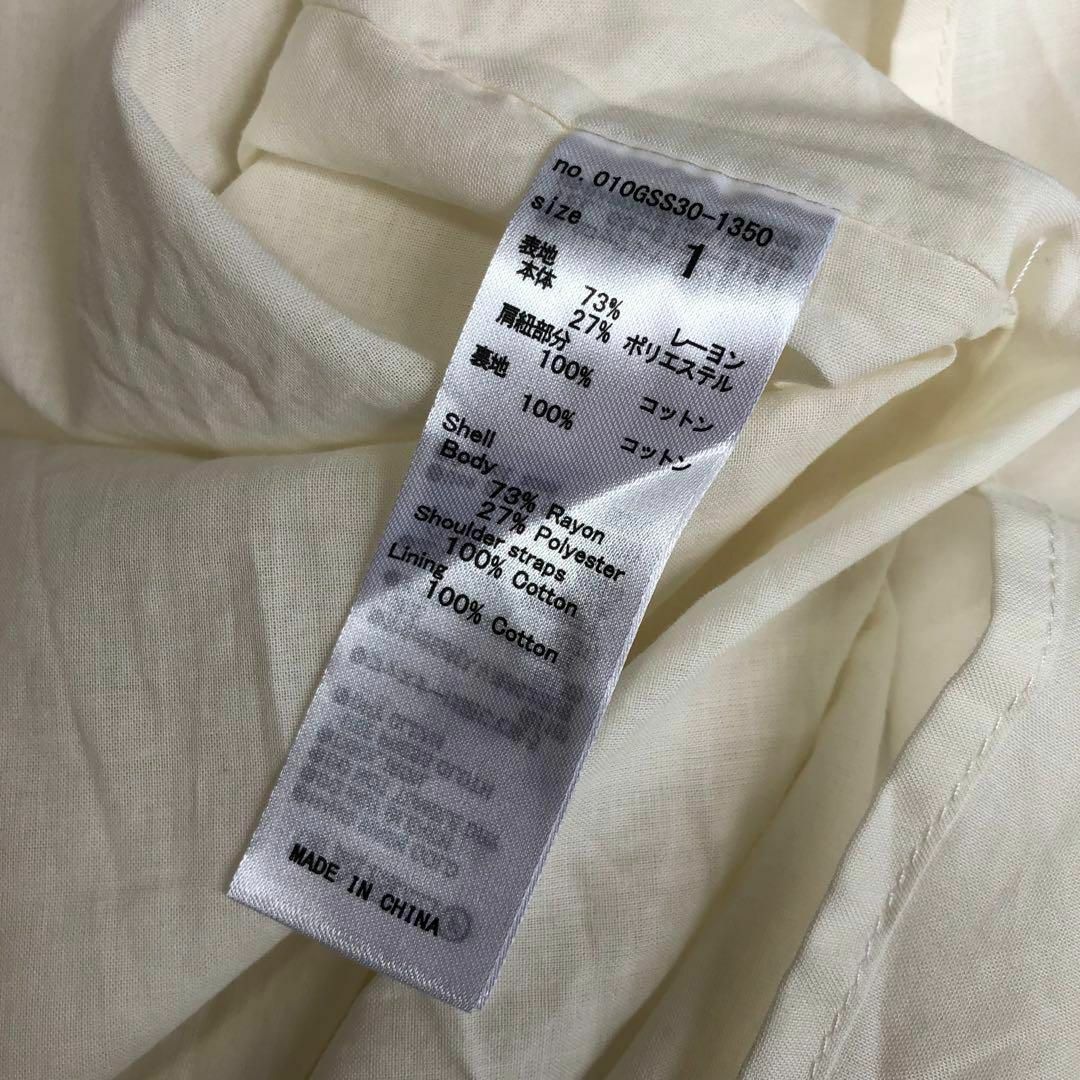 no. 010GSS30-1350
size 1
表地
本体
73% レーヨン
27% ポリエステル
肩紐部分
100% コットン
裏地
100% コットン
Shell
Body
73% Rayon
27% Polyester
Shoulder straps
100% Cotton
Lining
100% Cotton
MADE IN CHINA